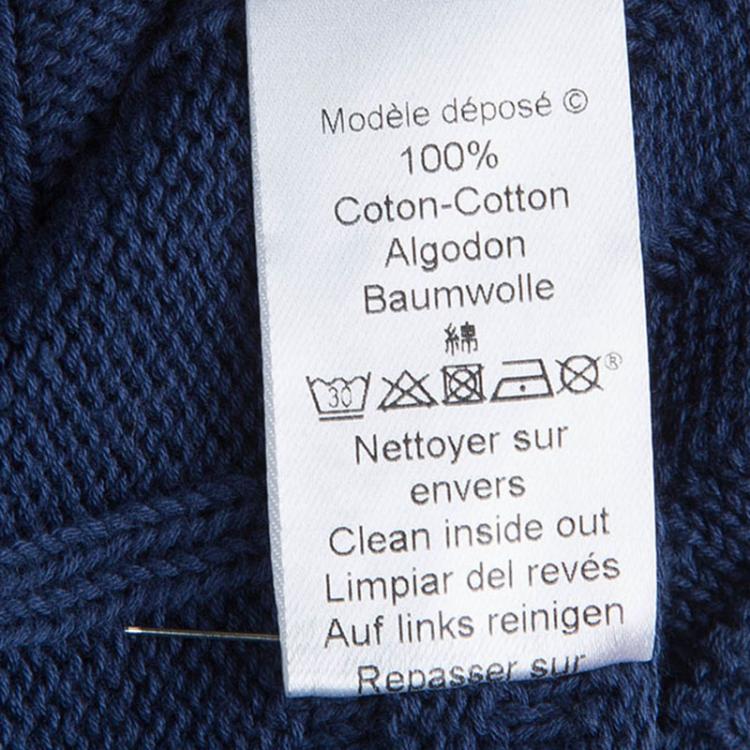 Modèle déposé ©
100%
Coton-Cotton
Algodon
Baumwolle
綿
30 ®
Nettoyer sur
envers
Clean inside out
Limpiar del revés
Auf links reinigen
Repasser sur